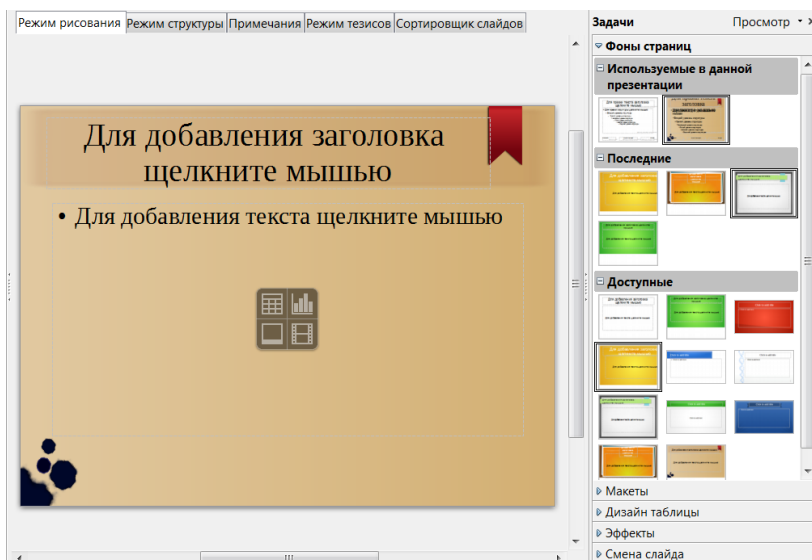 Режим рисования Режим структуры Примечания Режим тезисов Сортировщик слайдов
Для добавления заголовка
щелкните мышью
• Для добавления текста щелкните мышью
Задачи Просмотр
Фоны страниц
Используемые в данной
презентации
Последние
Доступные
Макеты
Дизайн таблицы
Эффекты
Смена слайда